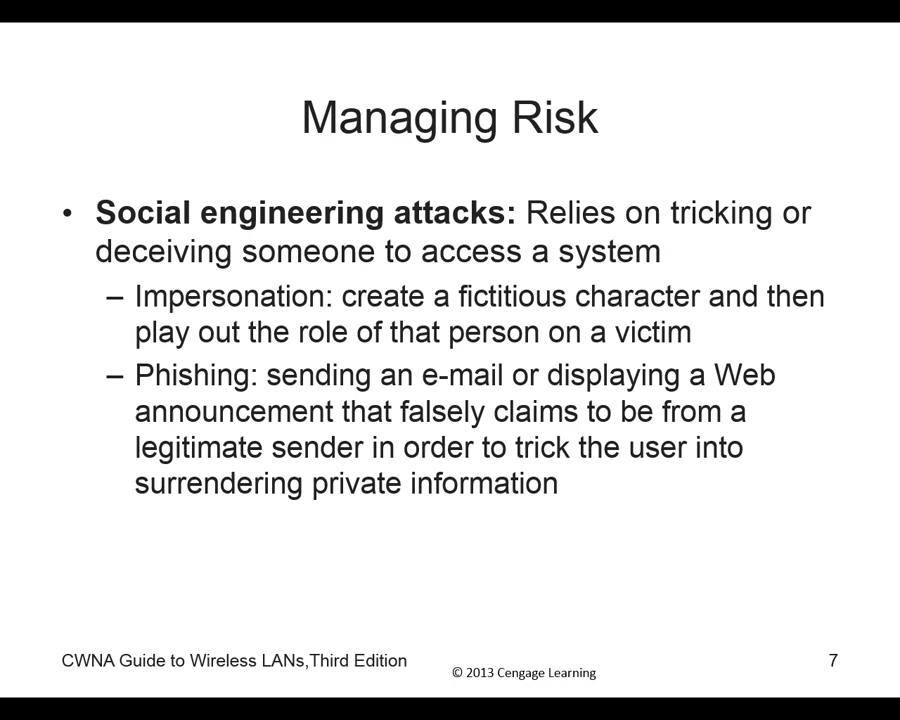 Managing Risk
• Social engineering attacks: Relies on tricking or
deceiving someone to access a system
– Impersonation: create a fictitious character and then
play out the role of that person on a victim
– Phishing: sending an e-mail or displaying a Web
announcement that falsely claims to be from a
legitimate sender in order to trick the user into
surrendering private information
CWNA Guide to Wireless LANs,Third Edition
© 2013 Cengage Learning
7